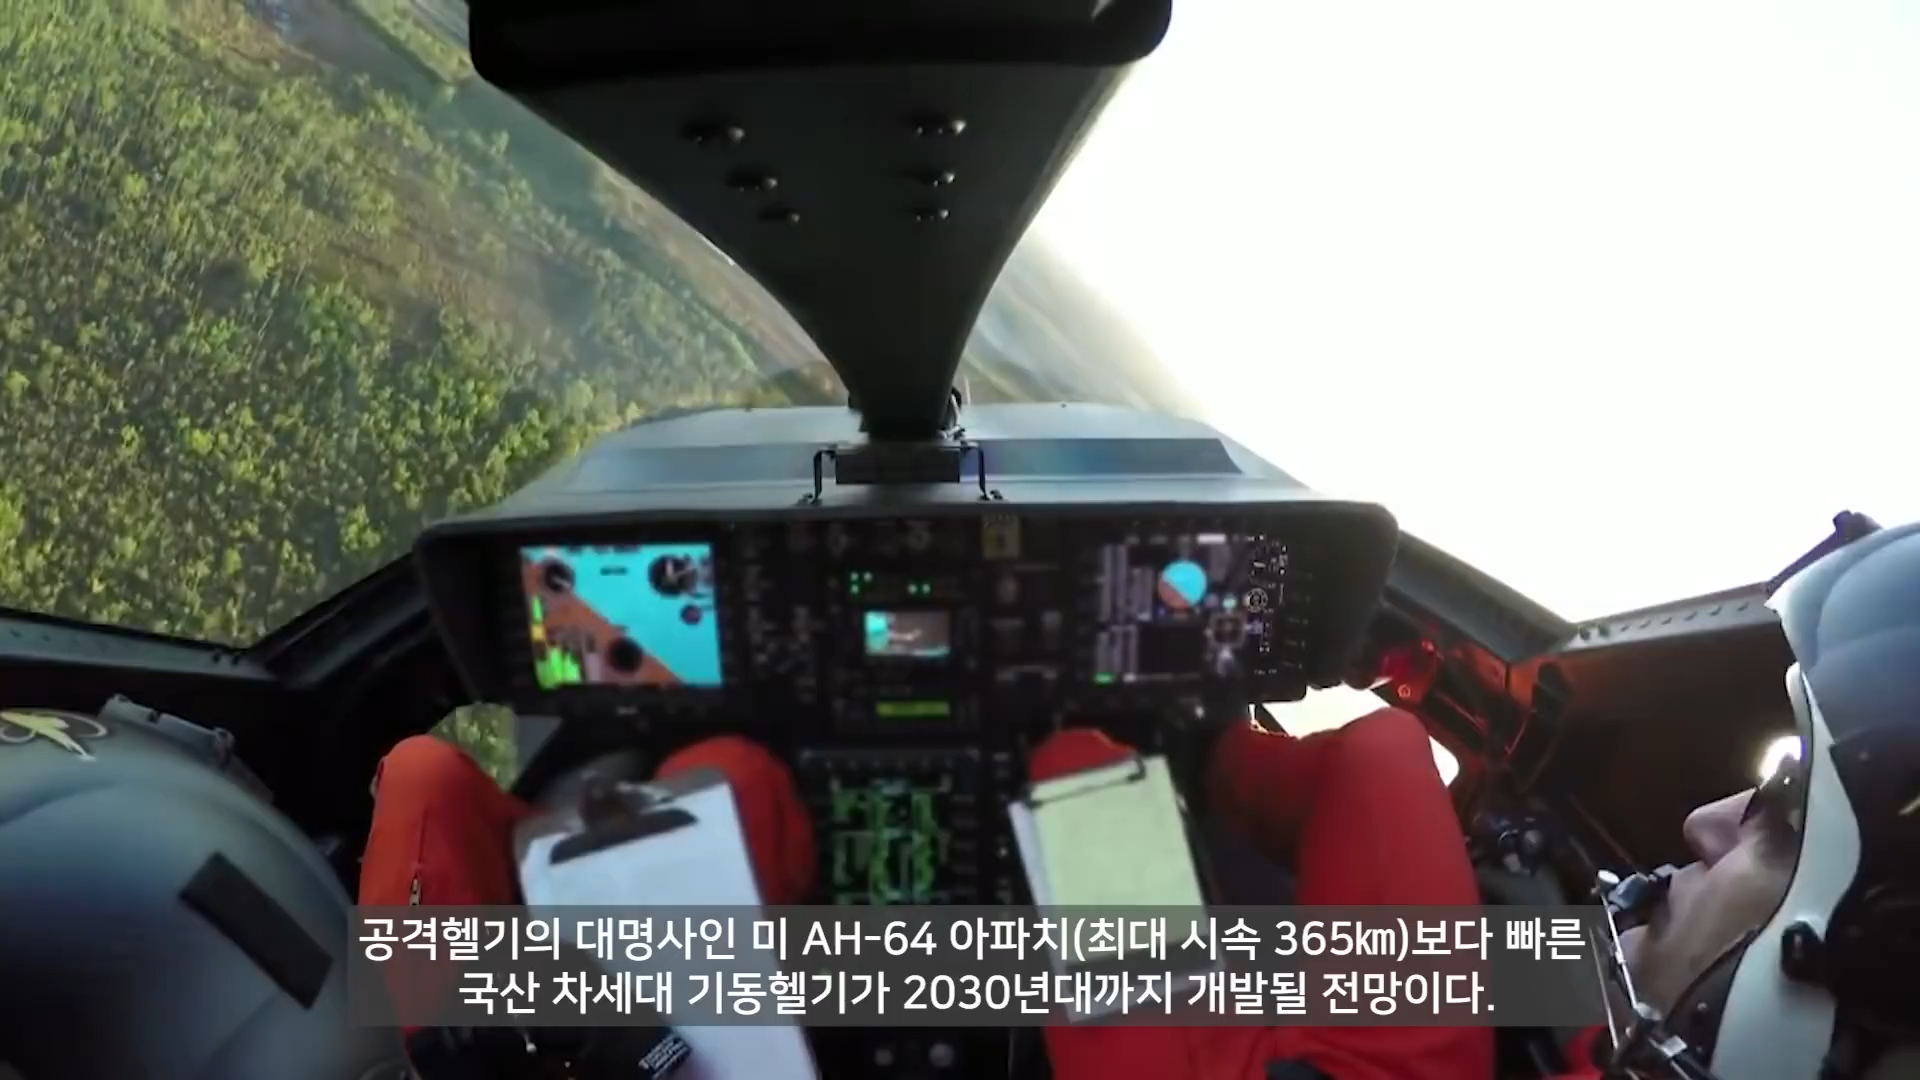 공격헬기의 대명사인 미 AH-64 아파치(최대 시속 365㎞)보다 빠른
국산 차세대 기동헬기가 2030년대까지 개발될 전망이다.